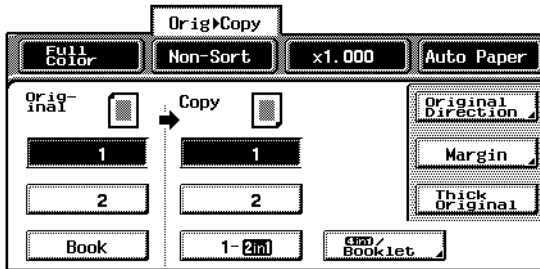 Orig▸Copy
Full Color
Non-Sort
x1.000
Auto Paper
Orig-
inal
Copy
Original
Direction
1
1
Margin
2
2
Thick
Original
Book
1-2in1
4in1/
Booklet